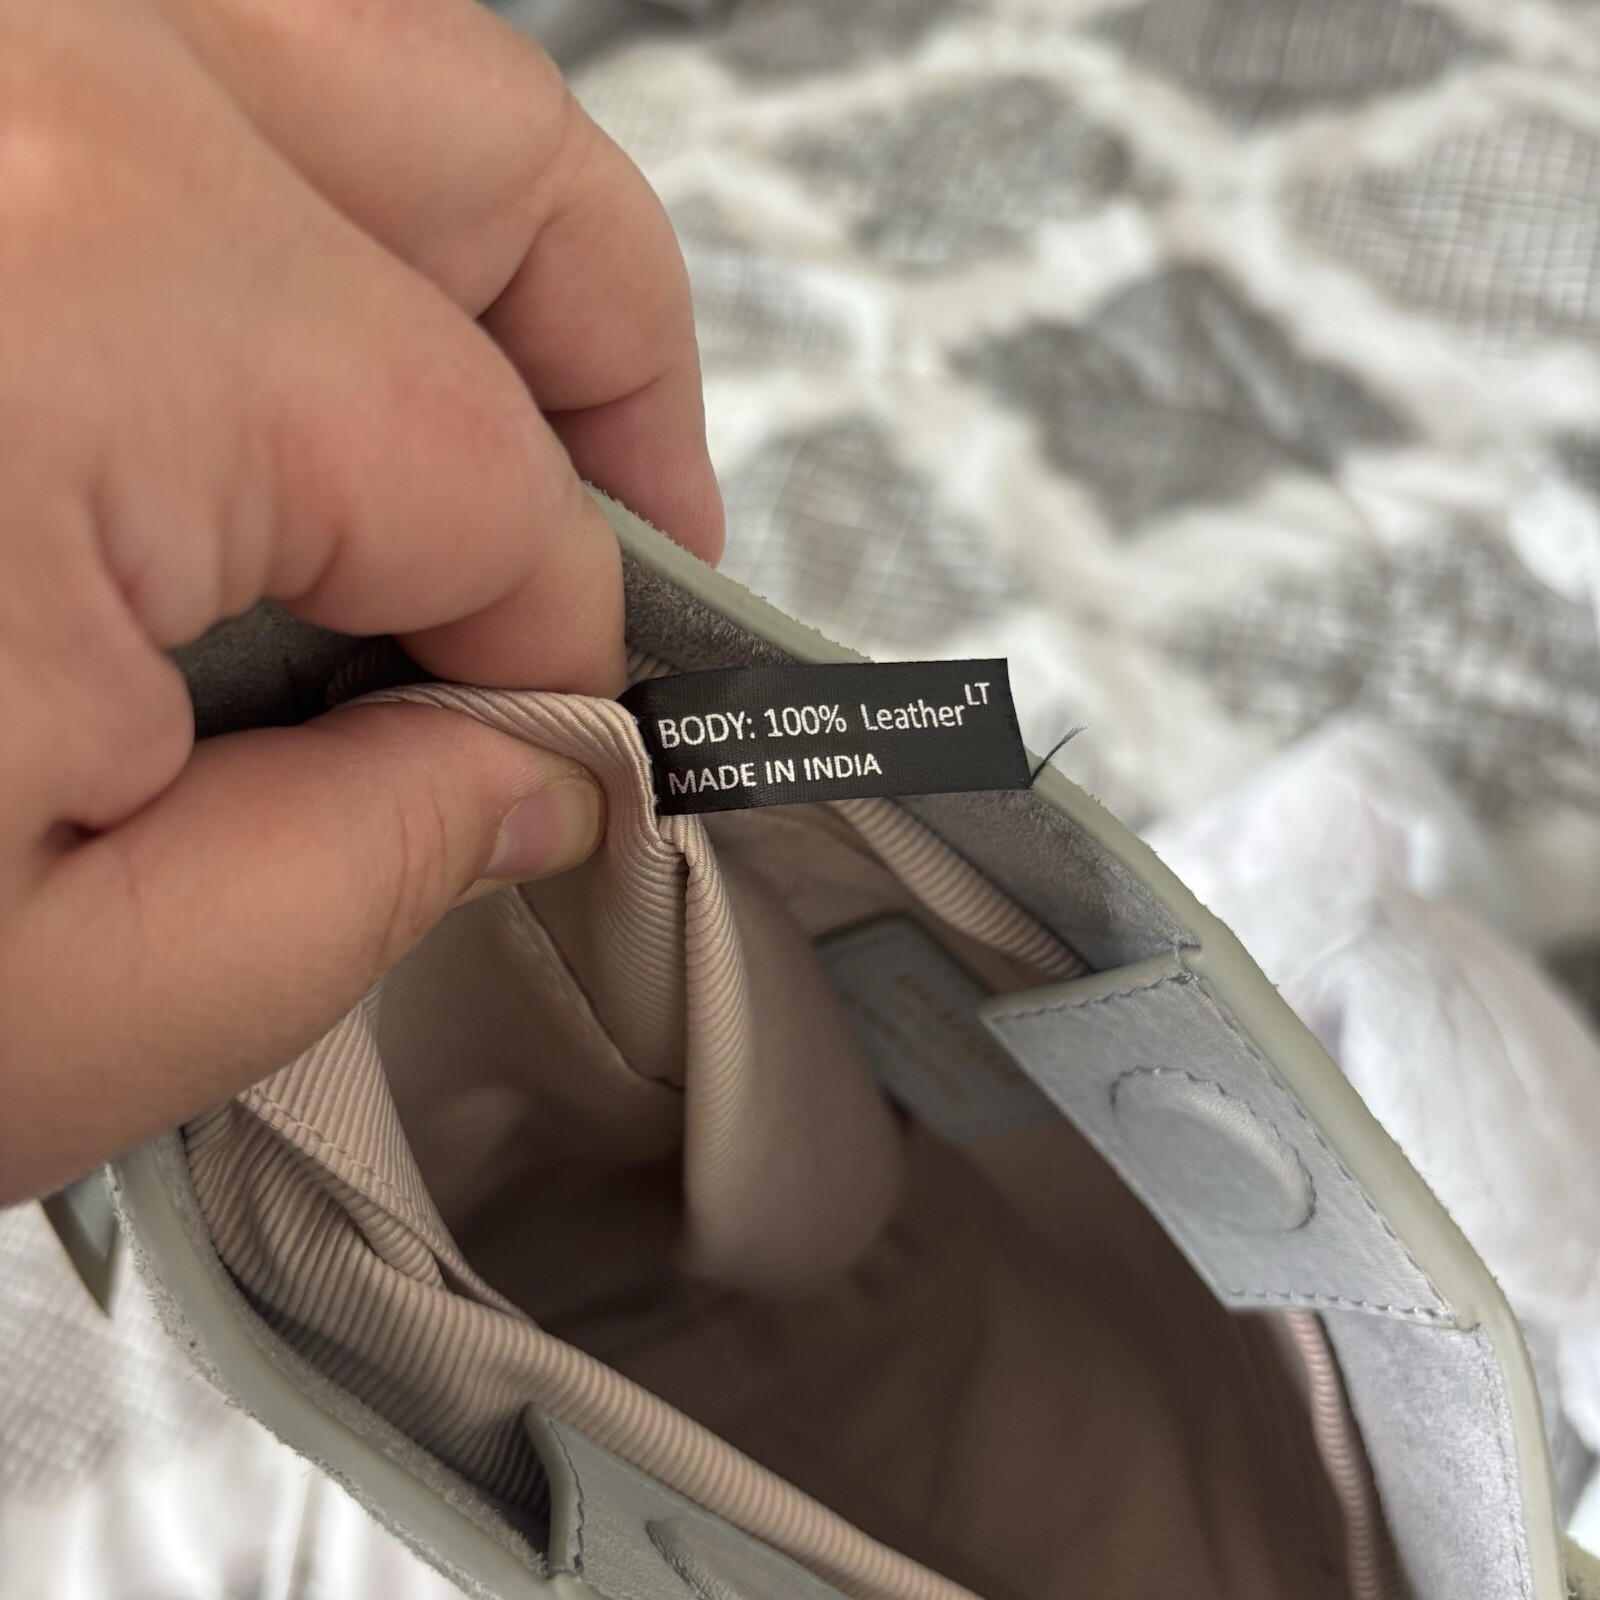 BODY: 100% Leather LT
MADE IN INDIA